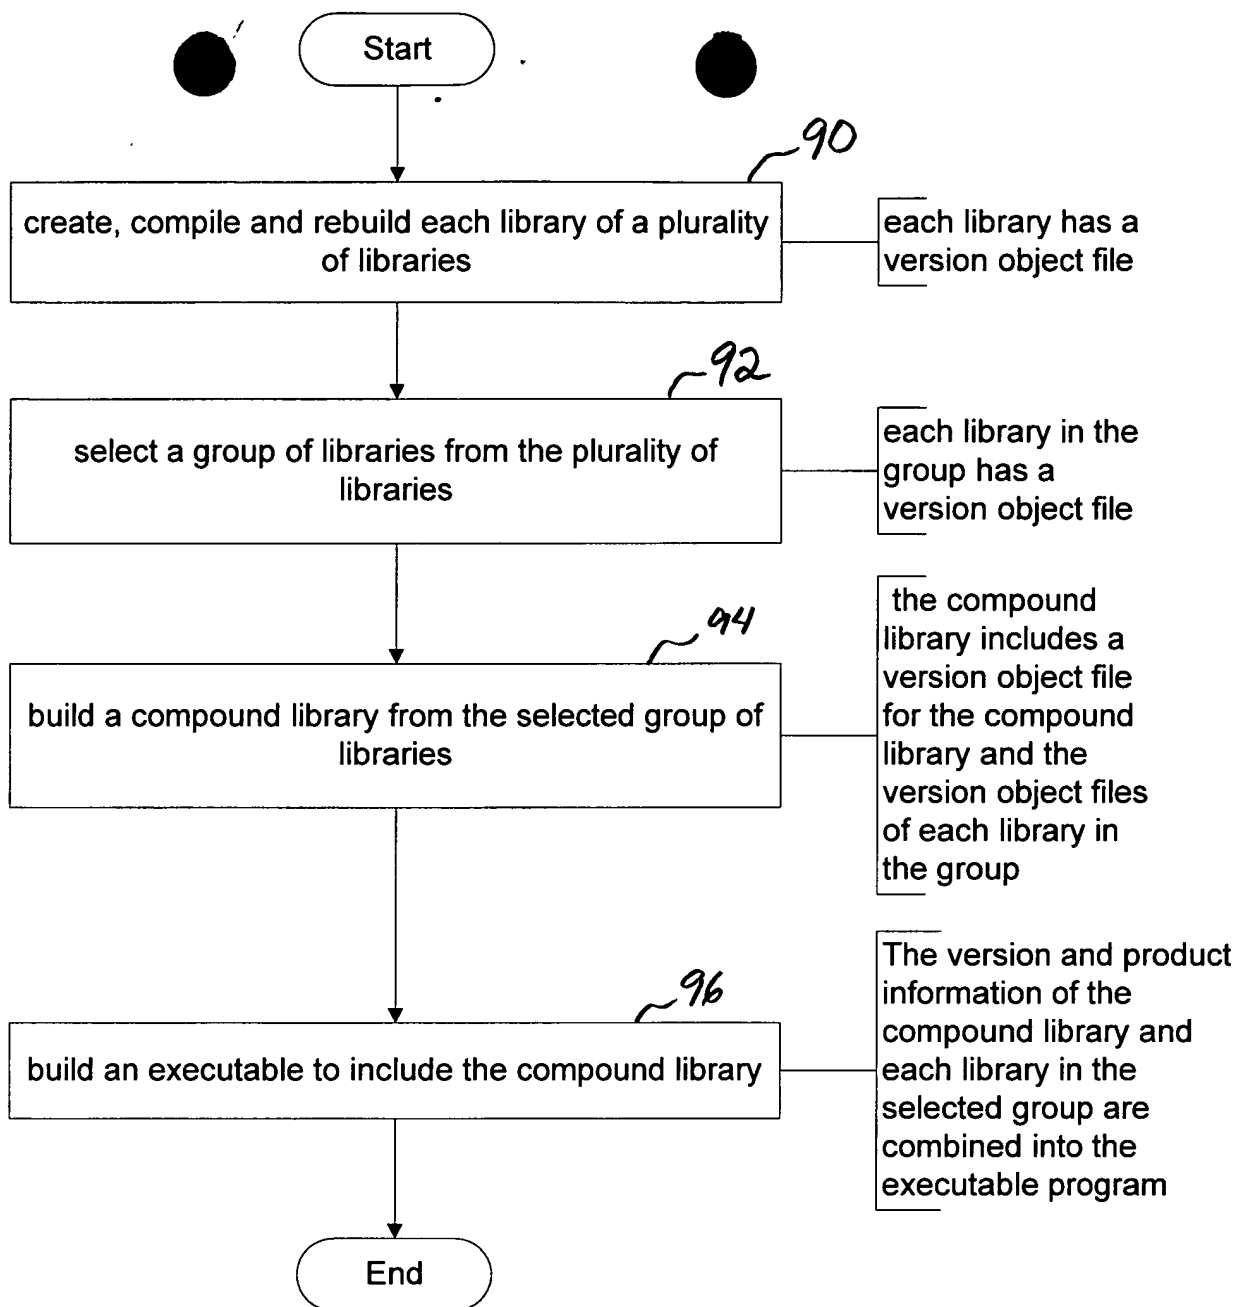 Start
90
create, compile and rebuild each library of a plurality
of libraries
each library has a
version object file
92
select a group of libraries from the plurality of
libraries
each library in the
group has a
version object file
94
build a compound library from the selected group of
libraries
the compound
library includes a
version object file
for the compound
library and the
version object files
of each library in
the group
96
build an executable to include the compound library
The version and product
information of the
compound library and
each library in the
selected group are
combined into the
executable program
End